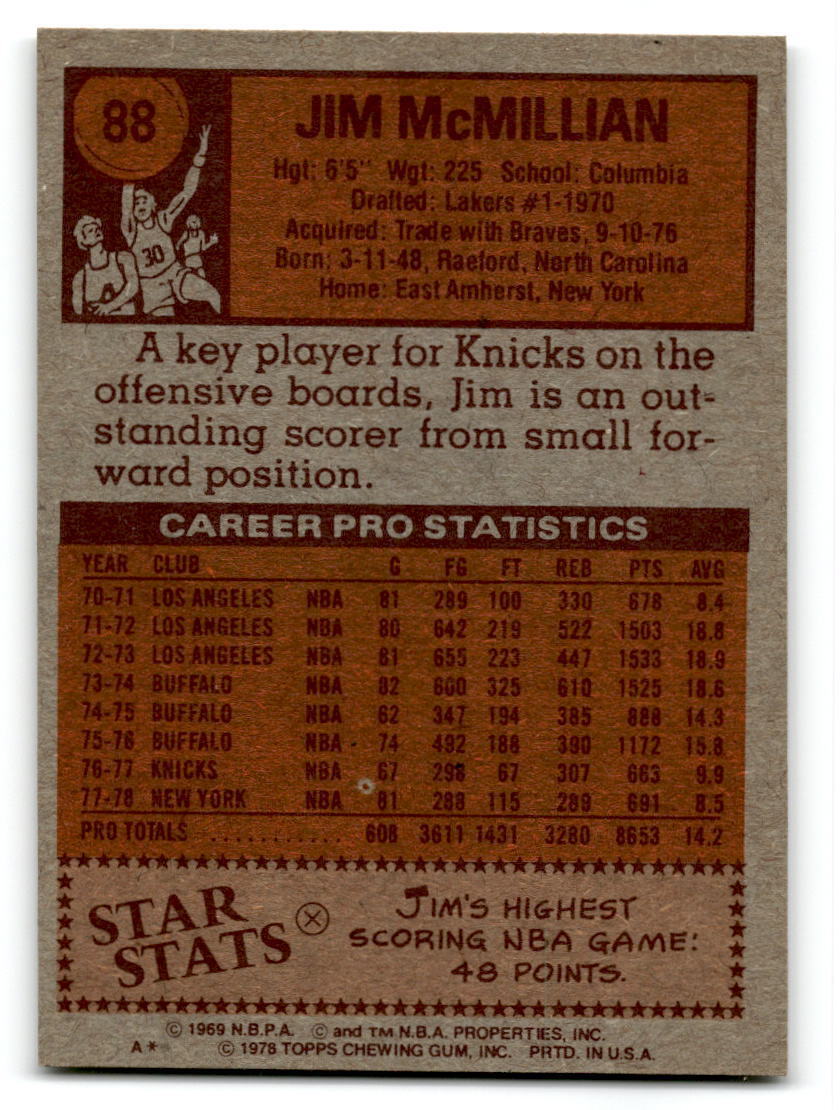 88
JIM McMILLIAN
Hgt: 6'5" Wgt: 225 School: Columbia
Drafted: Lakers #1-1970
Acquired: Trade with Braves, 9-10-76
Born: 3-11-48, Raeford, North Carolina
Home: East Amherst, New York
30
A key player for Knicks on the
offensive boards, Jim is an out-
standing scorer from small for-
ward position.
CAREER PRO STATISTICS
YEAR CLUB G FG FT REB PTS AVG
70-71 LOS ANGELES NBA 81 289 100 330 678 8.4
71-72 LOS ANGELES NBA 80 642 219 522 1503 18.8
72-73 LOS ANGELES NBA 81 655 223 447 1533 18.9
73-74 BUFFALO NBA 82 600 325 610 1525 18.6
74-75 BUFFALO NBA 62 347 194 385 888 14.3
75-76 BUFFALO NBA 74 492 188 390 1172 15.8
76-77 KNICKS NBA 67 298 67 307 663 9.9
77-78 NEW YORK NBA 81 288 115 289 691 8.5
PRO TOTALS ........... 608 3611 1431 3280 8653 14.2
STAR
STATS
JIM'S HIGHEST
SCORING NBA GAME:
48 POINTS.
© 1969 N.B.P.A. © and TM N.B.A. PROPERTIES, INC.
A* © 1978 TOPPS CHEWING GUM, INC. PRTD. IN U.S.A.